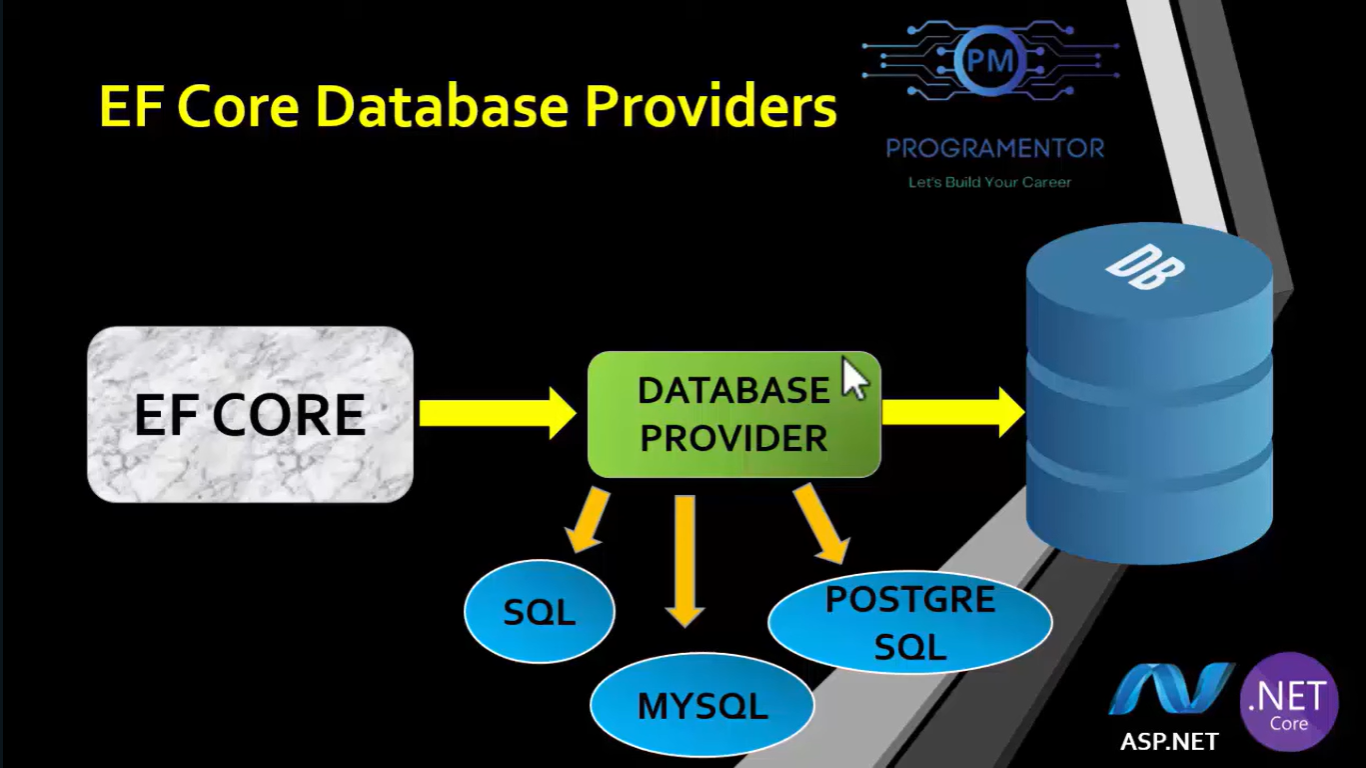 EF Core Database Providers
PM
PROGRAMENTOR
Let's Build Your Career
DB
EF CORE
DATABASE
PROVIDER
SQL
POSTGRE
SQL
MYSQL
ASP.NET
.NET
Core